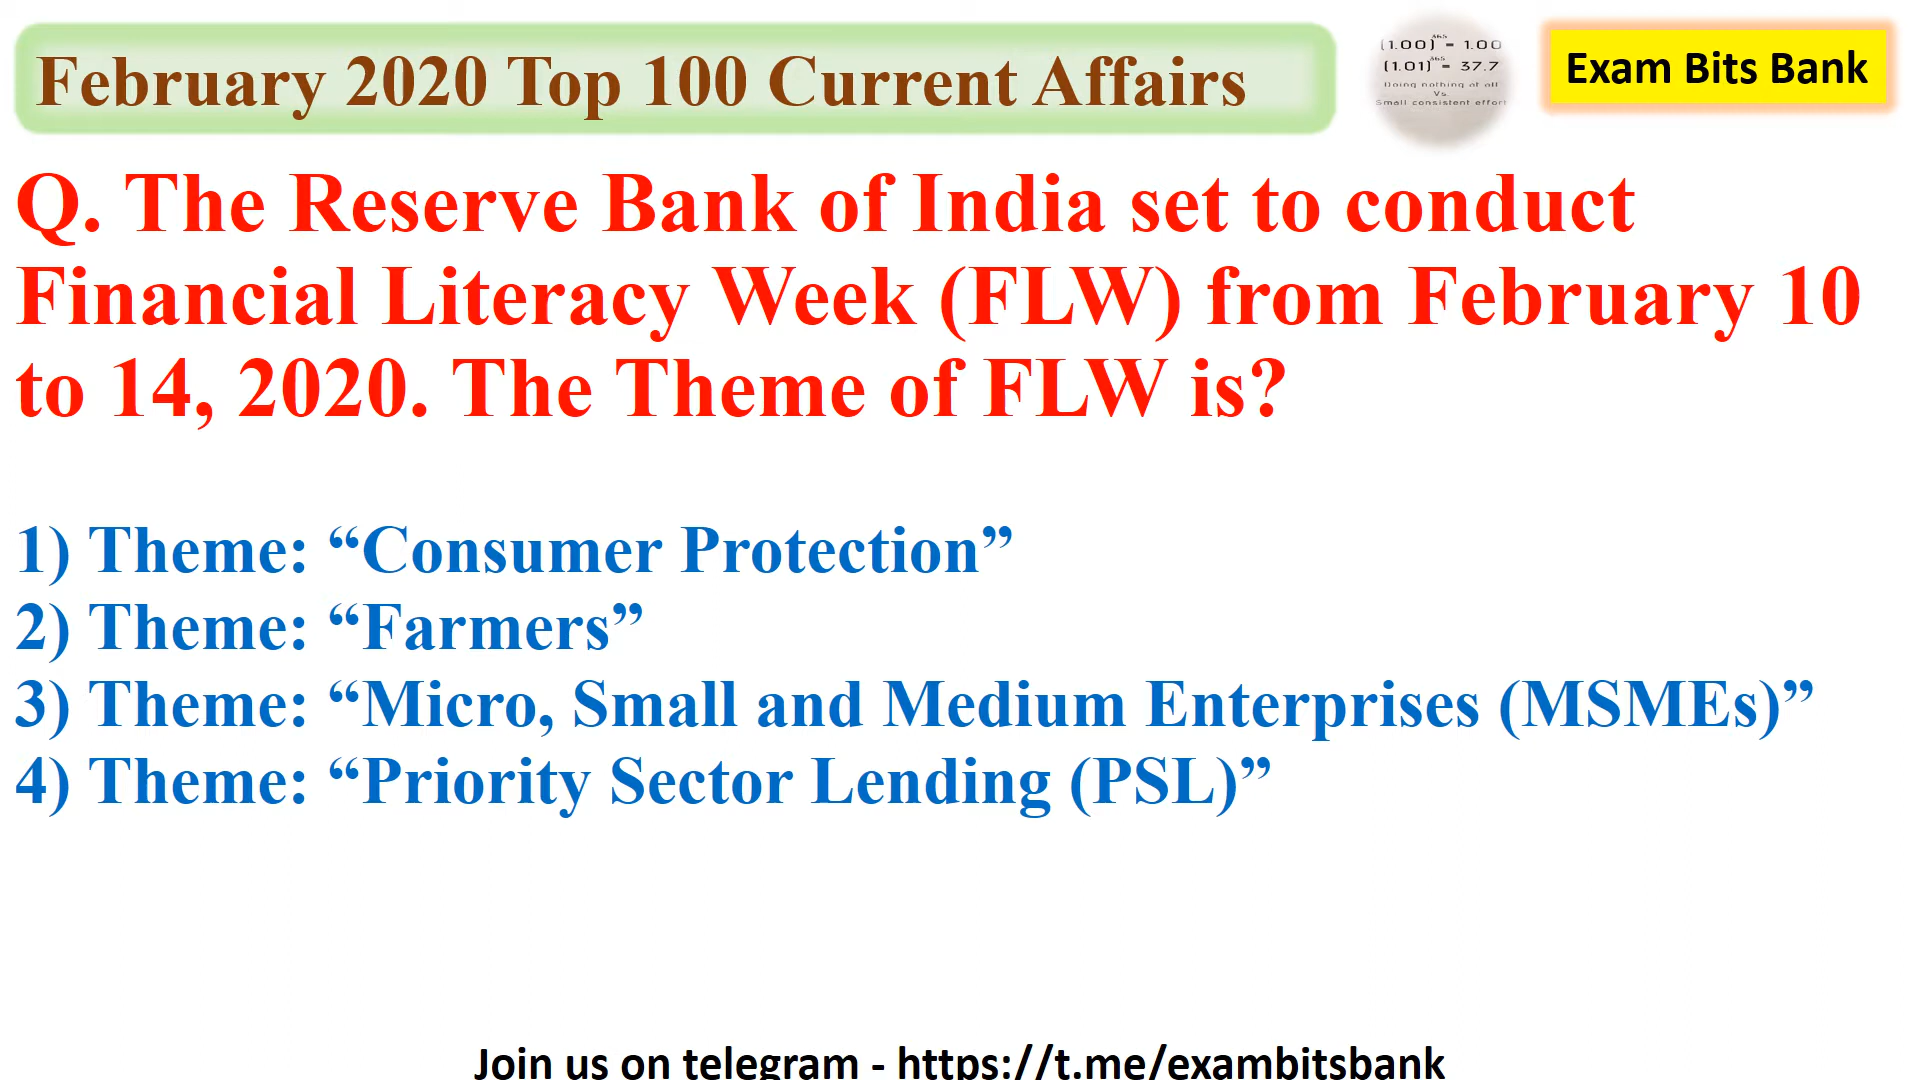 February 2020 Top 100 Current Affairs
(1.00)³⁶⁵ = 1.00
(1.01)³⁶⁵ = 37.7
Doing nothing at all
Vs.
Small consistent effort
Exam Bits Bank
Q. The Reserve Bank of India set to conduct
Financial Literacy Week (FLW) from February 10
to 14, 2020. The Theme of FLW is?
1) Theme: “Consumer Protection”
2) Theme: “Farmers”
3) Theme: “Micro, Small and Medium Enterprises (MSMEs)”
4) Theme: “Priority Sector Lending (PSL)”
Join us on telegram - https://t.me/exambitsbank